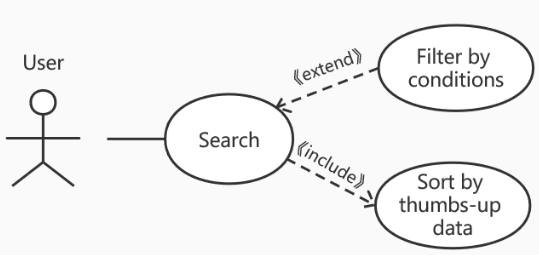 User
Search
《extend》
Filter by
conditions
《include》
Sort by
thumbs-up
data